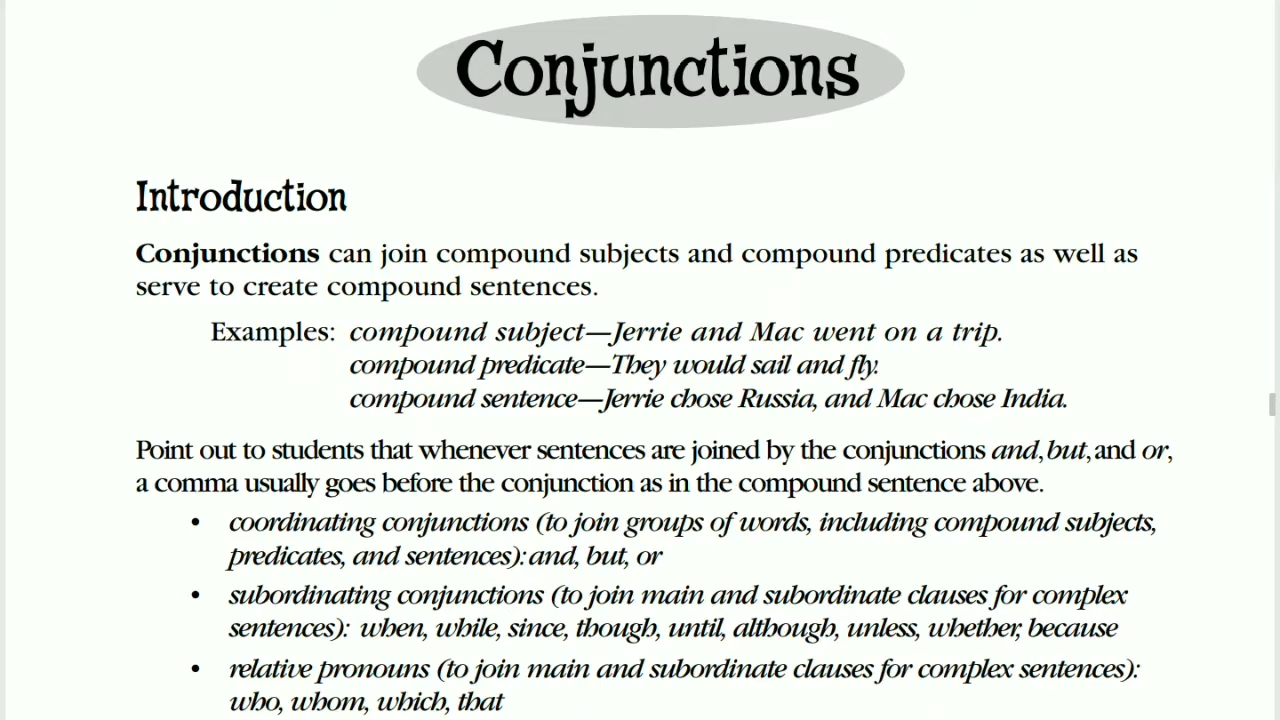 Conjunctions
Introduction
Conjunctions can join compound subjects and compound predicates as well as
serve to create compound sentences.
Examples: compound subject—Jerrie and Mac went on a trip.
compound predicate—They would sail and fly.
compound sentence—Jerrie chose Russia, and Mac chose India.
Point out to students that whenever sentences are joined by the conjunctions and, but, and or,
a comma usually goes before the conjunction as in the compound sentence above.
• coordinating conjunctions (to join groups of words, including compound subjects,
predicates, and sentences): and, but, or
• subordinating conjunctions (to join main and subordinate clauses for complex
sentences): when, while, since, though, until, although, unless, whether, because
• relative pronouns (to join main and subordinate clauses for complex sentences):
who, whom, which, that